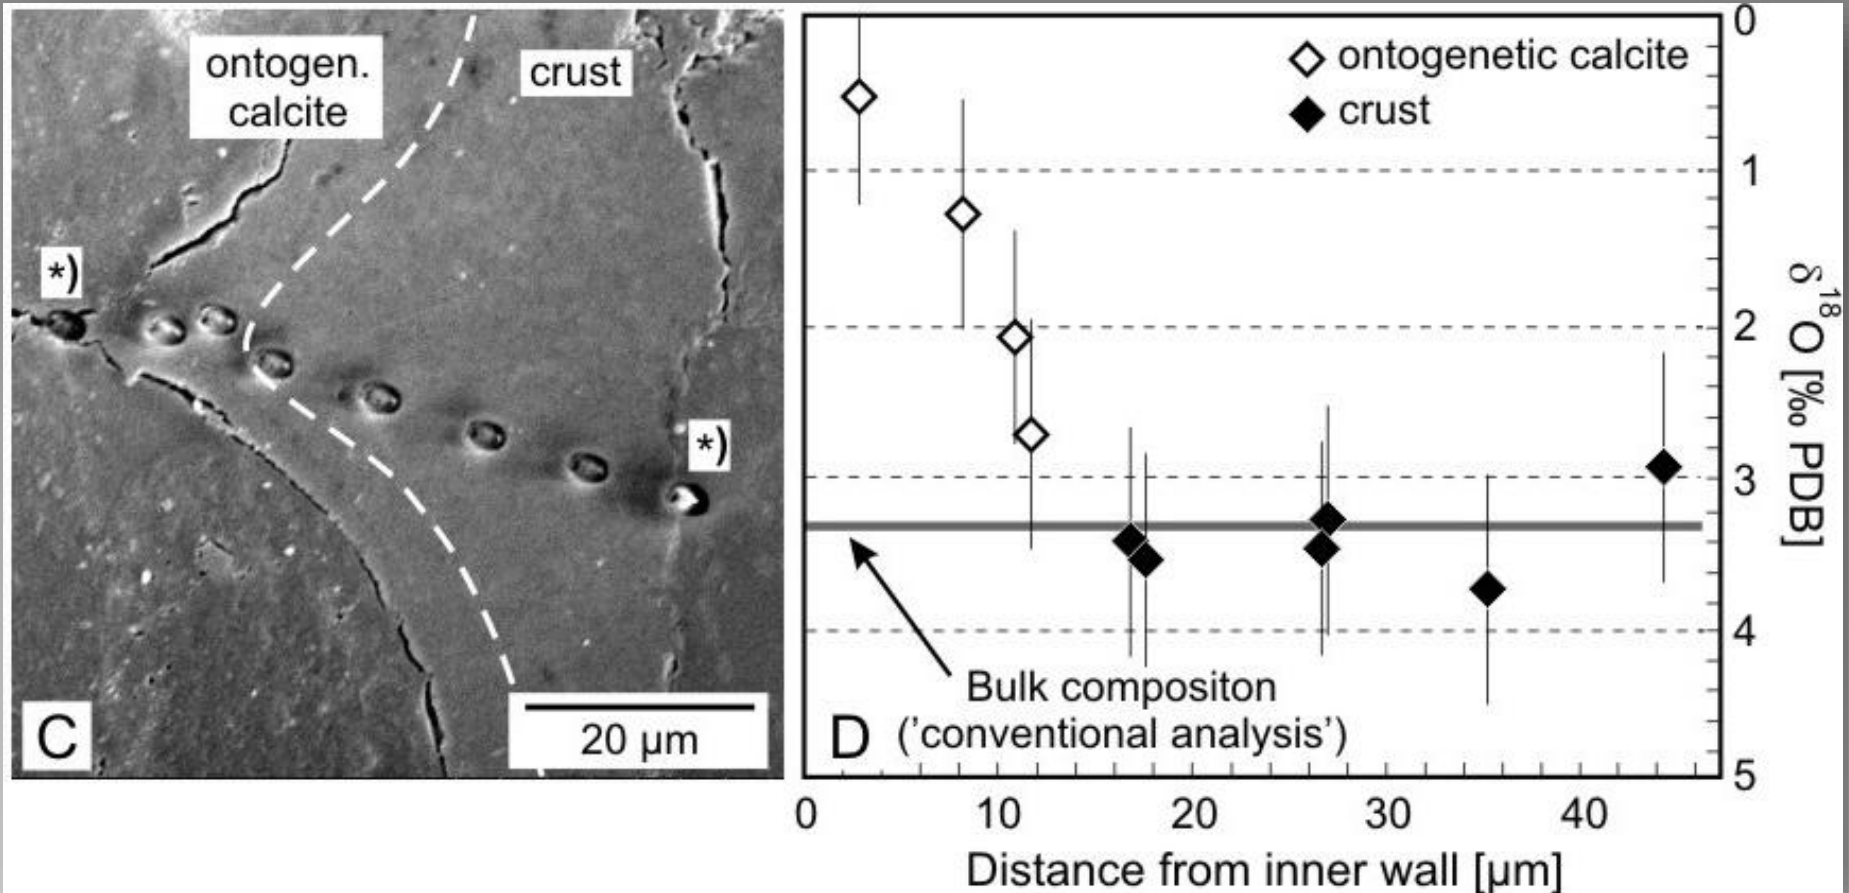 ontogen.
calcite
crust
*)
*)
C
20 µm
ontogenetic calcite
crust
0
1
2
3
4
5
δ18O [‰ PDB]
Bulk compositon
('conventional analysis')
D
0 10 20 30 40
Distance from inner wall [µm]